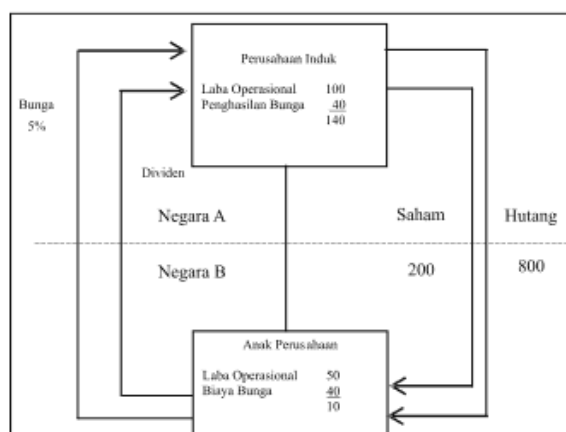 Perusahaan Induk
Laba Operasional 100
Penghasilan Bunga 40
140
Bunga
5%
Dividen
Negara A
Saham
Hutang
Negara B
200
800
Anak Perusahaan
Laba Operasional 50
Biaya Bunga 40
10